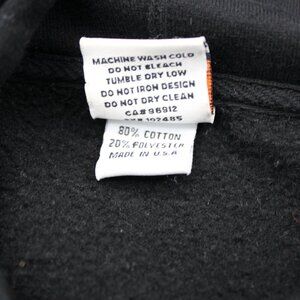 MACHINE WASH COLD
DO NOT BLEACH
TUMBLE DRY LOW
DO NOT IRON DESIGN
DO NOT DRY CLEAN
CA# 96912
102485
80% COTTON
20% POLYESTER
MADE IN U.S.A